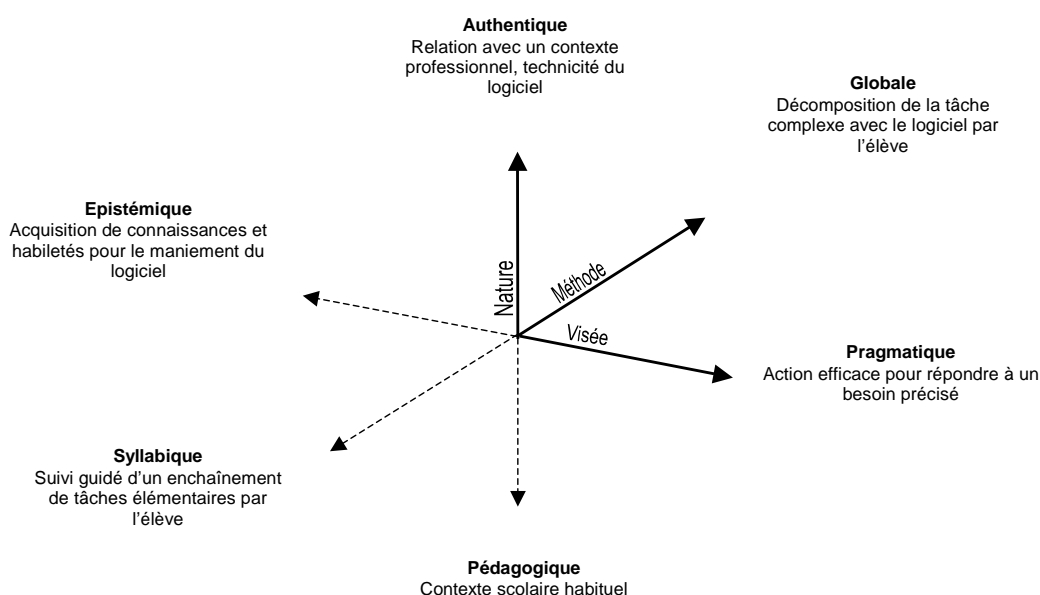 Authentique
Relation avec un contexte
professionnel, technicité du
logiciel
Globale
Décomposition de la tâche
complexe avec le logiciel par
l'élève
Epistémique
Acquisition de connaissances et
habiletés pour le maniement du
logiciel
Nature
Méthode
Visée
Pragmatique
Action efficace pour répondre à un
besoin précisé
Syllabique
Suivi guidé d'un enchaînement
de tâches élémentaires par
l'élève
Pédagogique
Contexte scolaire habituel